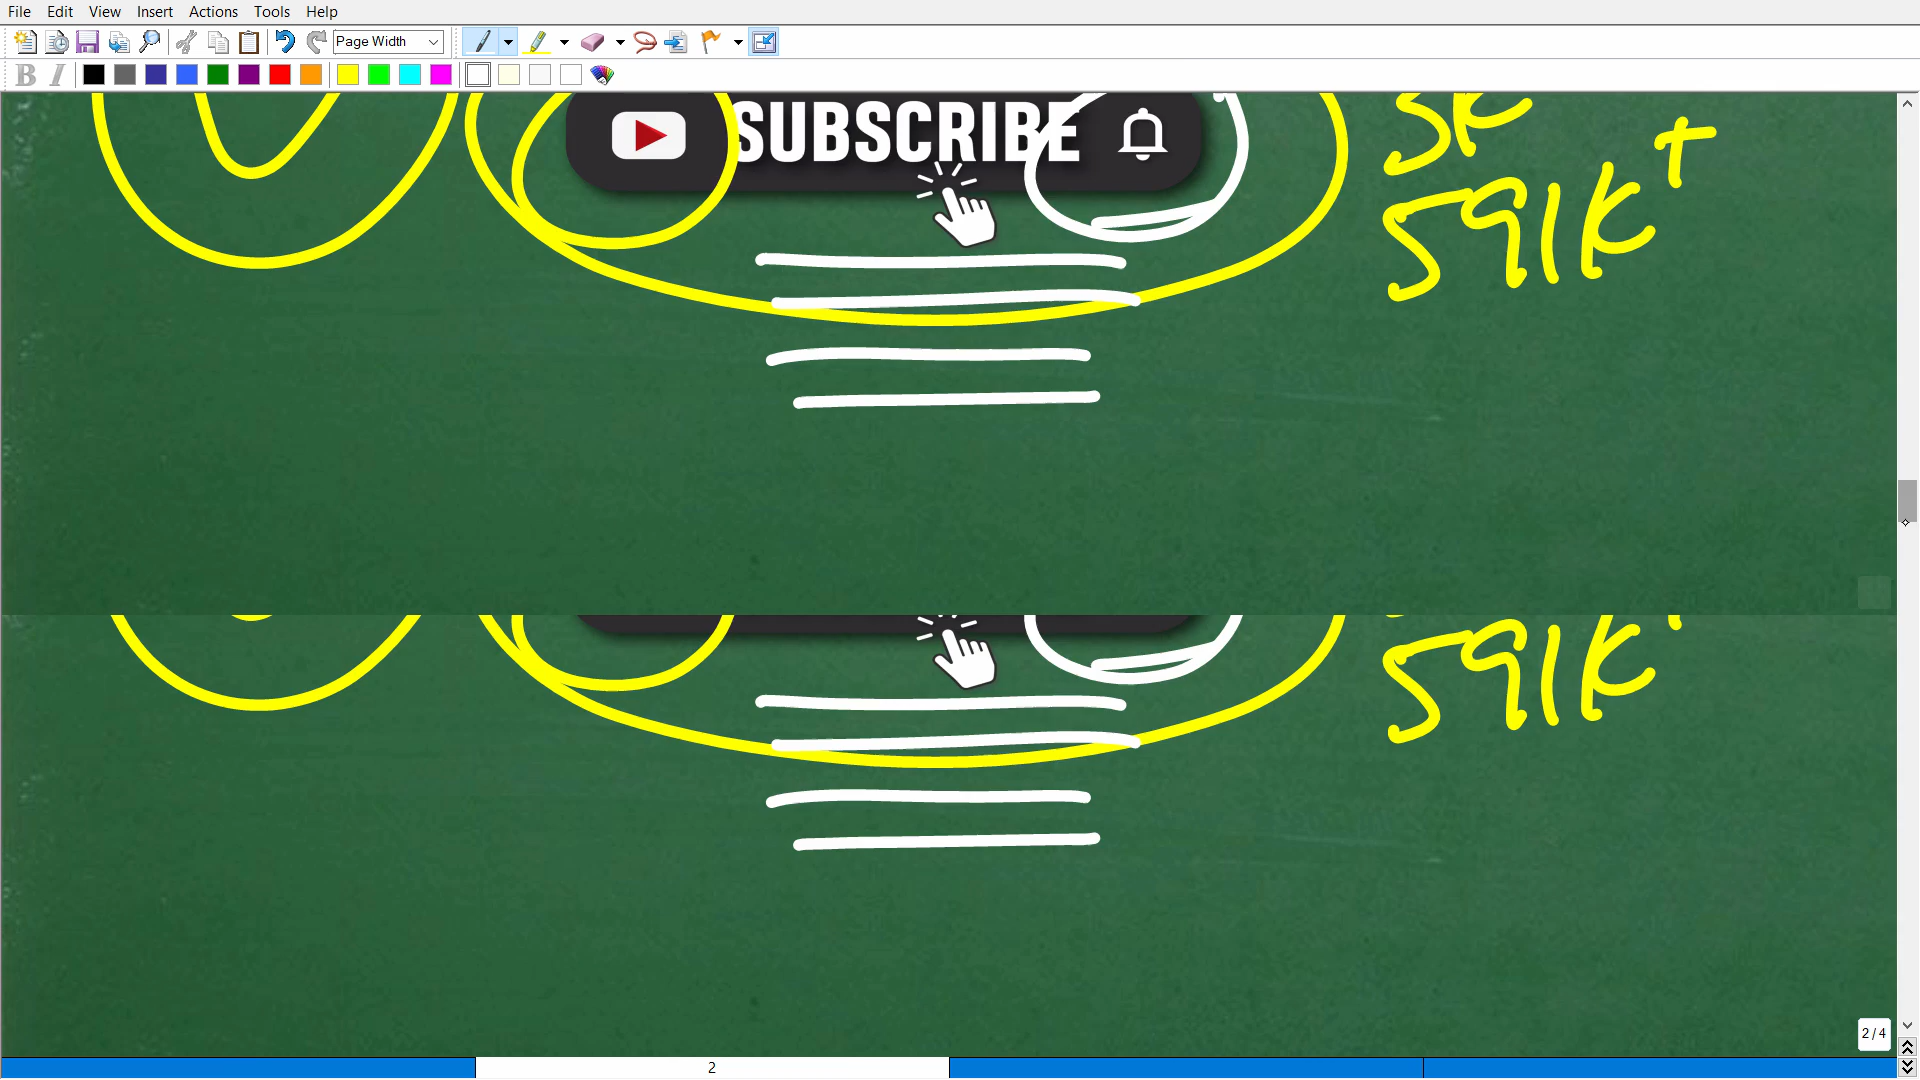 File Edit View Insert Actions Tools Help
Page Width
B I
SUBSCRIBE
591K+
591K
2 / 4
2